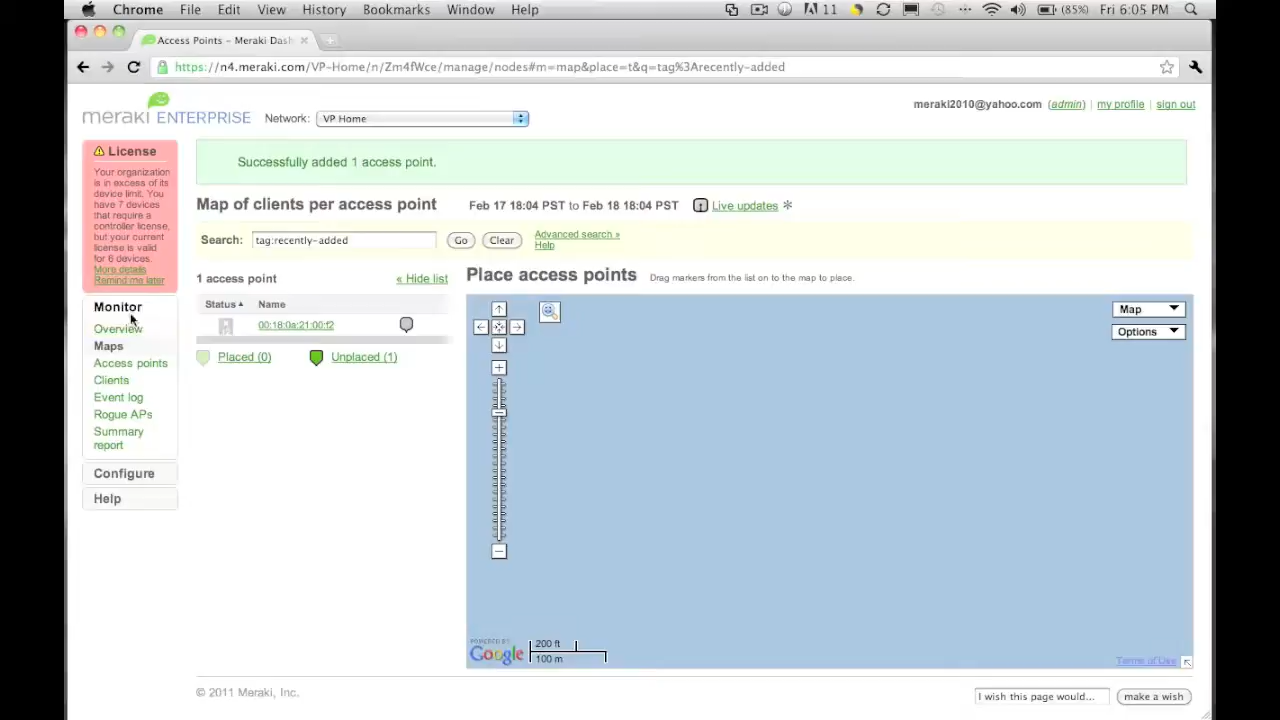 Chrome File Edit View History Bookmarks Window Help
11
(85%) Fri 6:05 PM
Access Points – Meraki Dash
https://n4.meraki.com/VP-Home/n/Zm4fWce/manage/nodes#m=map&place=t&q=tag%3Arecently-added
meraki ENTERPRISE
Network: VP Home
meraki2010@yahoo.com (admin) | my profile | sign out
License
Your organization
is in excess of its
device limit. You
have 7 devices
that require a
controller license,
but your current
license is valid
for 6 devices.
More details
Remind me later
Monitor
Overview
Maps
Access points
Clients
Event log
Rogue APs
Summary
report
Configure
Help
Successfully added 1 access point.
Map of clients per access point
Feb 17 18:04 PST to Feb 18 18:04 PST
Live updates
Search: tag:recently-added Go Clear
Advanced search »
Help
1 access point
« Hide list
Status Name
00:18:0a:21:00:f2
Placed (0) Unplaced (1)
Place access points
Drag markers from the list on to the map to place.
Map
Options
POWERED BY
Google
200 ft
100 m
Terms of Use
© 2011 Meraki, Inc.
I wish this page would... make a wish